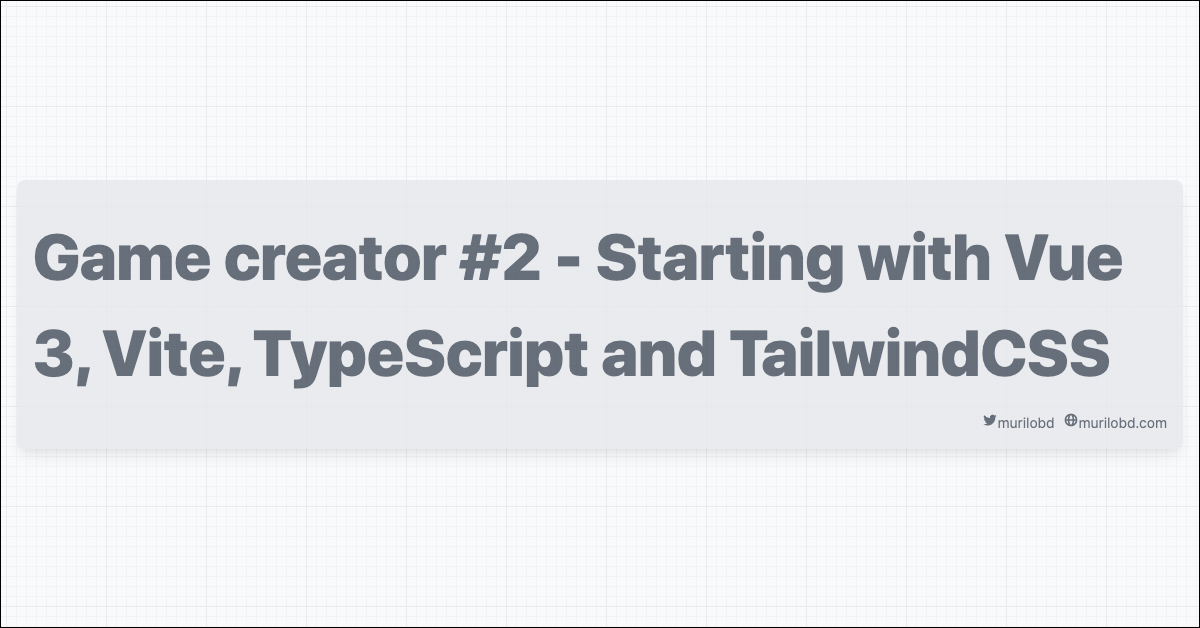 Game creator #2 - Starting with Vue
3, Vite, TypeScript and TailwindCSS
murilobd murilobd.com